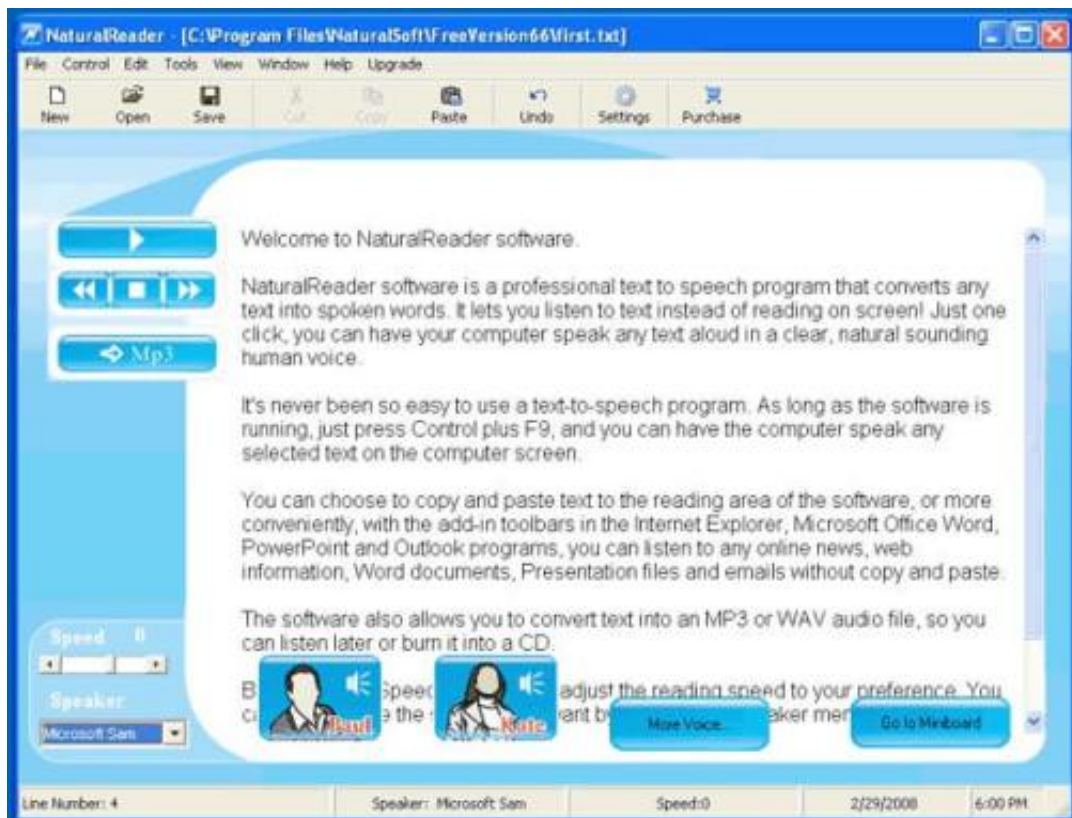 NaturalReader - [C:\Program Files\NaturalSoft\FreeVersion66\first.txt]
File Control Edit Tools View Window Help Upgrade
New Open Save Cut Copy Paste Undo Settings Purchase
Welcome to NaturalReader software.
NaturalReader software is a professional text to speech program that converts any
text into spoken words. It lets you listen to text instead of reading on screen! Just one
click, you can have your computer speak any text aloud in a clear, natural sounding
human voice.
Mp3
It's never been so easy to use a text-to-speech program. As long as the software is
running, just press Control plus F9, and you can have the computer speak any
selected text on the computer screen.
You can choose to copy and paste text to the reading area of the software, or more
conveniently, with the add-in toolbars in the Internet Explorer, Microsoft Office Word,
PowerPoint and Outlook programs, you can listen to any online news, web
information, Word documents, Presentation files and emails without copy and paste.
The software also allows you to convert text into an MP3 or WAV audio file, so you
can listen later or burn it into a CD.
Speed 0
Speaker
Microsoft Sam
adjust the reading speed to your preference. You
the
Paul
Kate
More Voice...
Go to Miniboard
Line Number: 4 Speaker: Microsoft Sam Speed:0 2/29/2008 6:00 PM